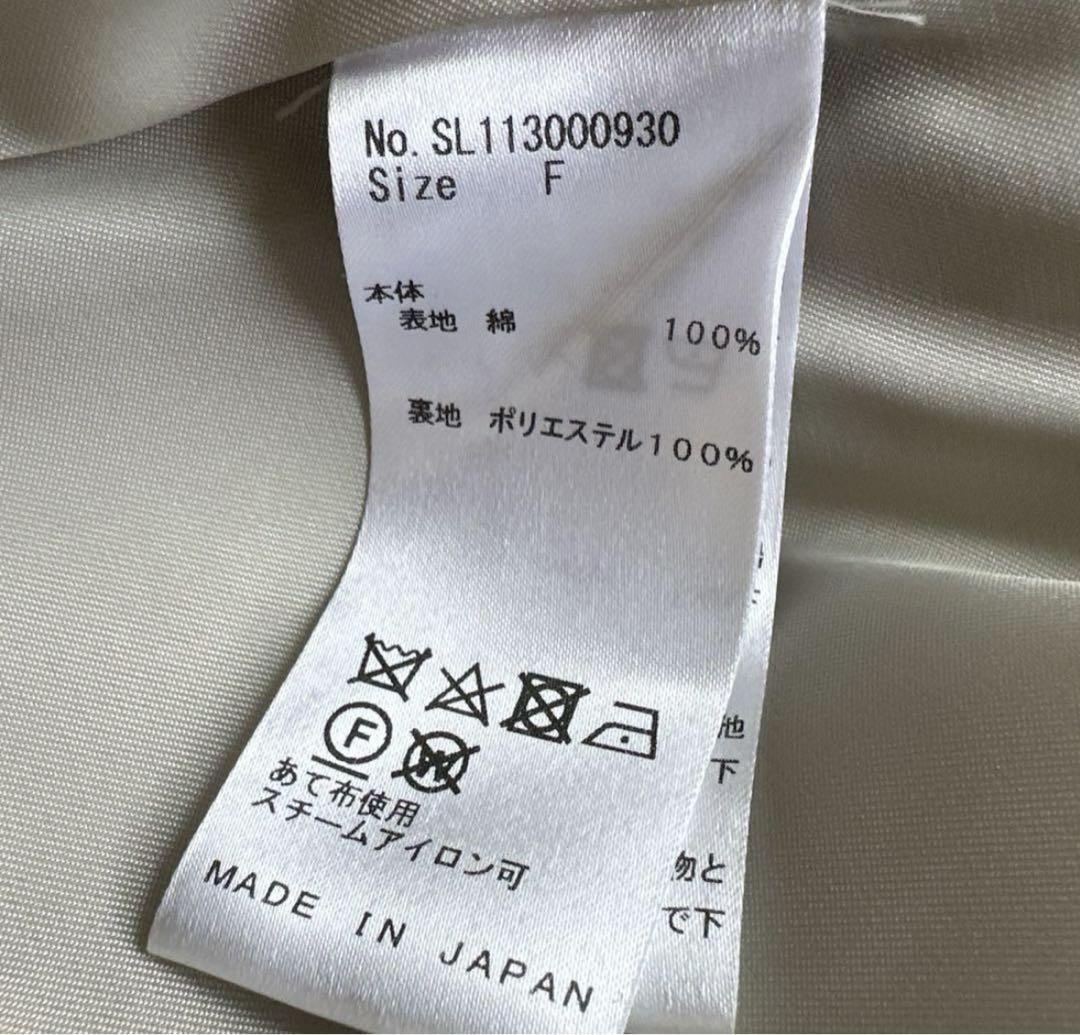 No. SL113000930
Size F
本体
表地 綿 100%
裏地 ポリエステル100%
F
W
あて布使用
スチームアイロン可
MADE IN JAPAN
池
下
物と
で下